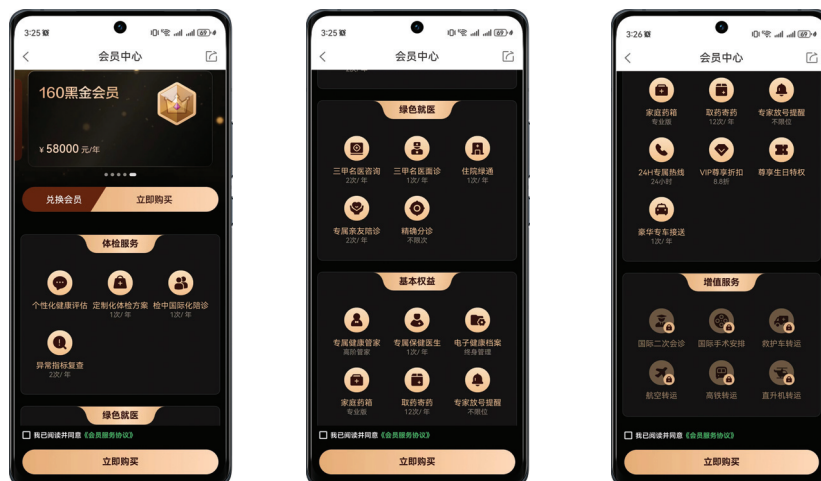 3:25
69
会员中心
160黑金会员
¥ 58000 元/年
兑换会员
立即购买
体检服务
个性化健康评估
定制化体检方案
检中国际化陪诊
1次/年
1次/年
异常指标复查
2次/年
绿色就医
我已阅读并同意《会员服务协议》
立即购买
3:25
69
会员中心
绿色就医
三甲名医咨询
三甲名医面诊
住院绿通
2次/年
1次/年
1次/年
专属亲友陪诊
精确分诊
2次/年
不限次
基本权益
专属健康管家
专属保健医生
电子健康档案
高阶管家
1次/年
终身管理
家庭药箱
取药寄药
专家放号提醒
专业版
12次/年
不限位
我已阅读并同意《会员服务协议》
立即购买
3:26
69
会员中心
家庭药箱
取药寄药
专家放号提醒
专业版
12次/年
不限位
24H专属热线
VIP尊享折扣
尊享生日特权
24小时
8.8折
豪华专车接送
1次/年
增值服务
国际二次会诊
国际手术安排
救护车转运
航空转运
高铁转运
直升机转运
我已阅读并同意《会员服务协议》
立即购买